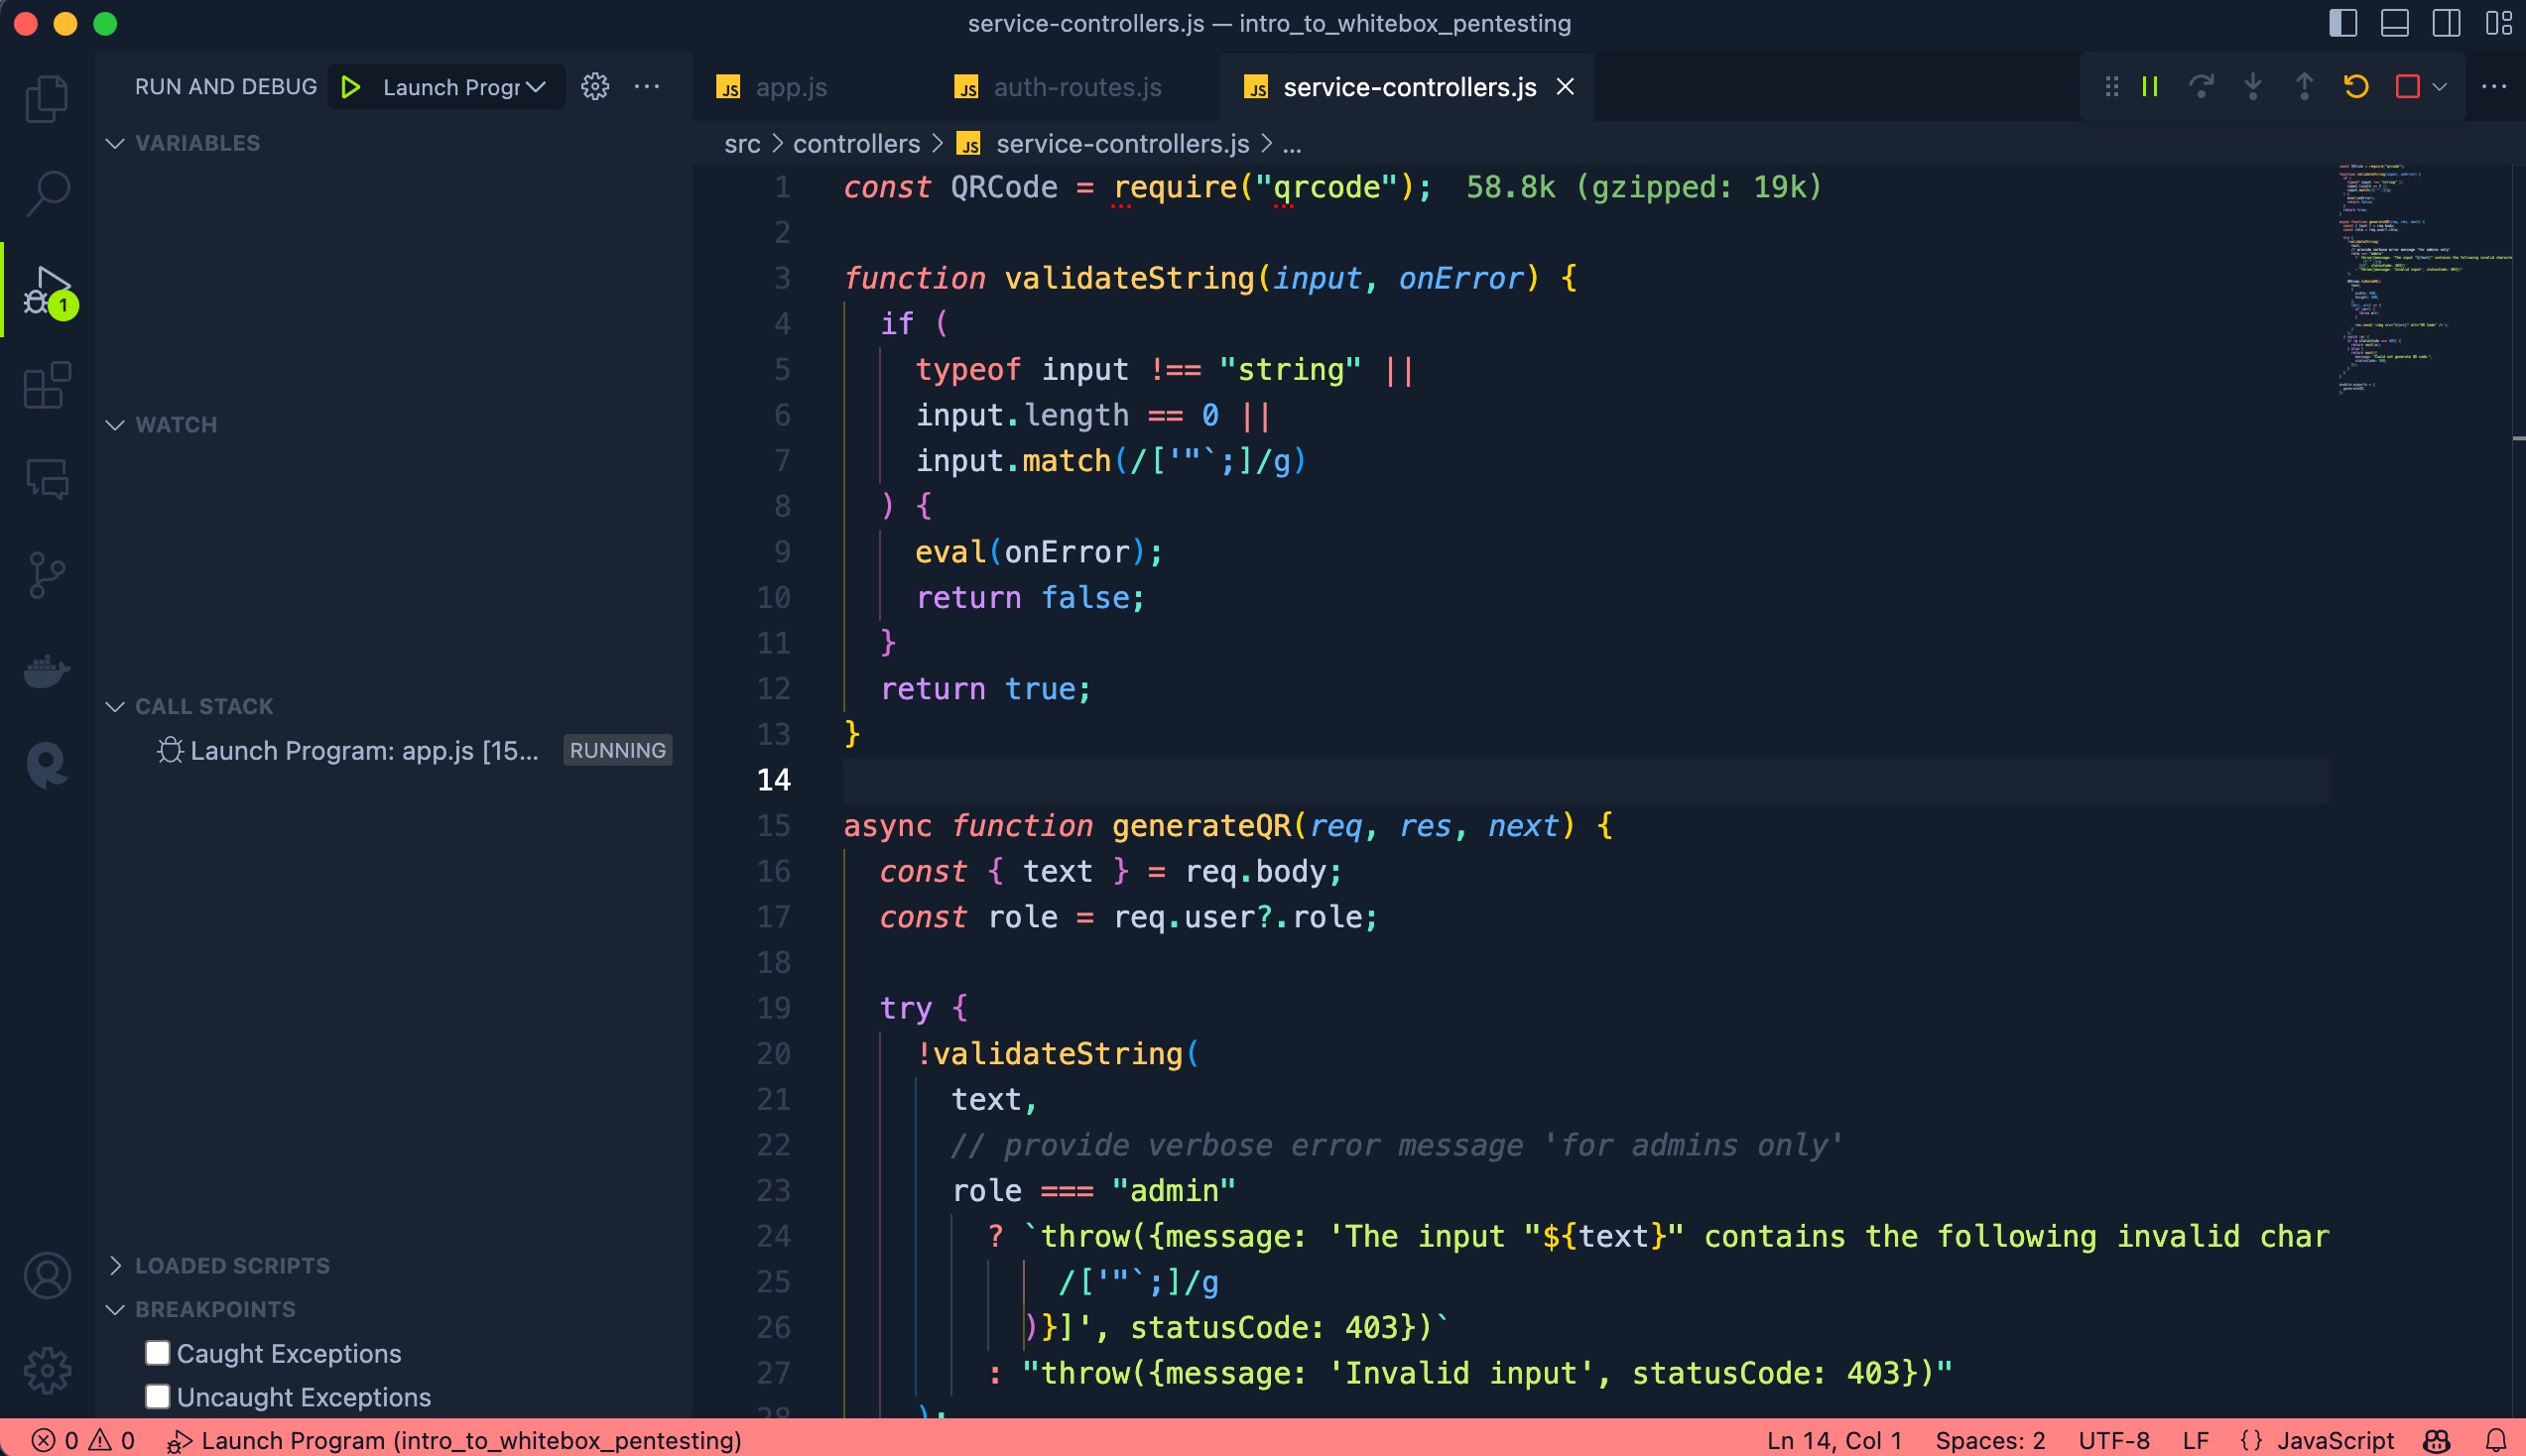 service-controllers.js — intro_to_whitebox_pentesting
RUN AND DEBUG
Launch Progr
VARIABLES
WATCH
CALL STACK
Launch Program: app.js [15...
RUNNING
LOADED SCRIPTS
BREAKPOINTS
Caught Exceptions
Uncaught Exceptions
1
JS app.js
JS auth-routes.js
JS service-controllers.js
src > controllers > JS service-controllers.js > ...
1 const QRCode = require("qrcode"); 58.8k (gzipped: 19k)
2
3 function validateString(input, onError) {
4 if (
5 typeof input !== "string" ||
6 input.length == 0 ||
7 input.match(/['"`;]/g)
8 ) {
9 eval(onError);
10 return false;
11 }
12 return true;
13 }
14
15 async function generateQR(req, res, next) {
16 const { text } = req.body;
17 const role = req.user?.role;
18
19 try {
20 !validateString(
21 text,
22 // provide verbose error message 'for admins only'
23 role === "admin"
24 ? `throw({message: 'The input "${text}" contains the following invalid char
25 /['"`;]/g
26 )}]', statusCode: 403})`
27 : "throw({message: 'Invalid input', statusCode: 403})"
28 );
0 0 Launch Program (intro_to_whitebox_pentesting)
Ln 14, Col 1 Spaces: 2 UTF-8 LF {} JavaScript